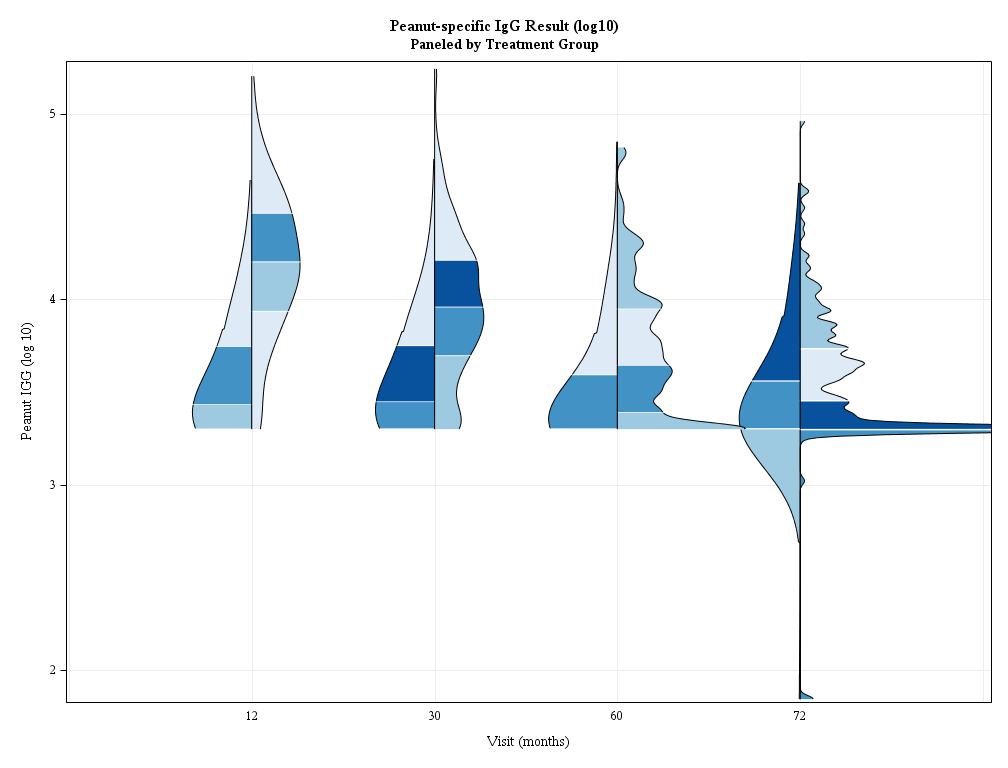 Peanut-specific IgG Result (log10)
Paneled by Treatment Group
5
4
3
2
Peanut IGG (log 10)
12 30 60 72
Visit (months)